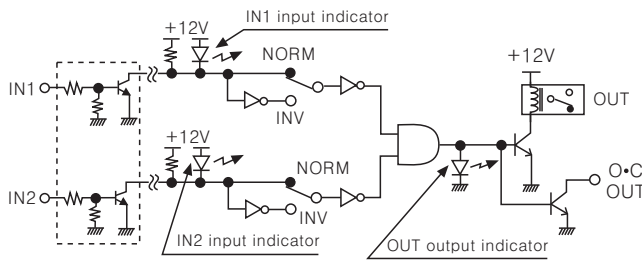 IN1 input indicator
+12V
NORM
IN1
INV
+12V
OUT
+12V
NORM
IN2
INV
O•C
OUT
IN2 input indicator
OUT output indicator